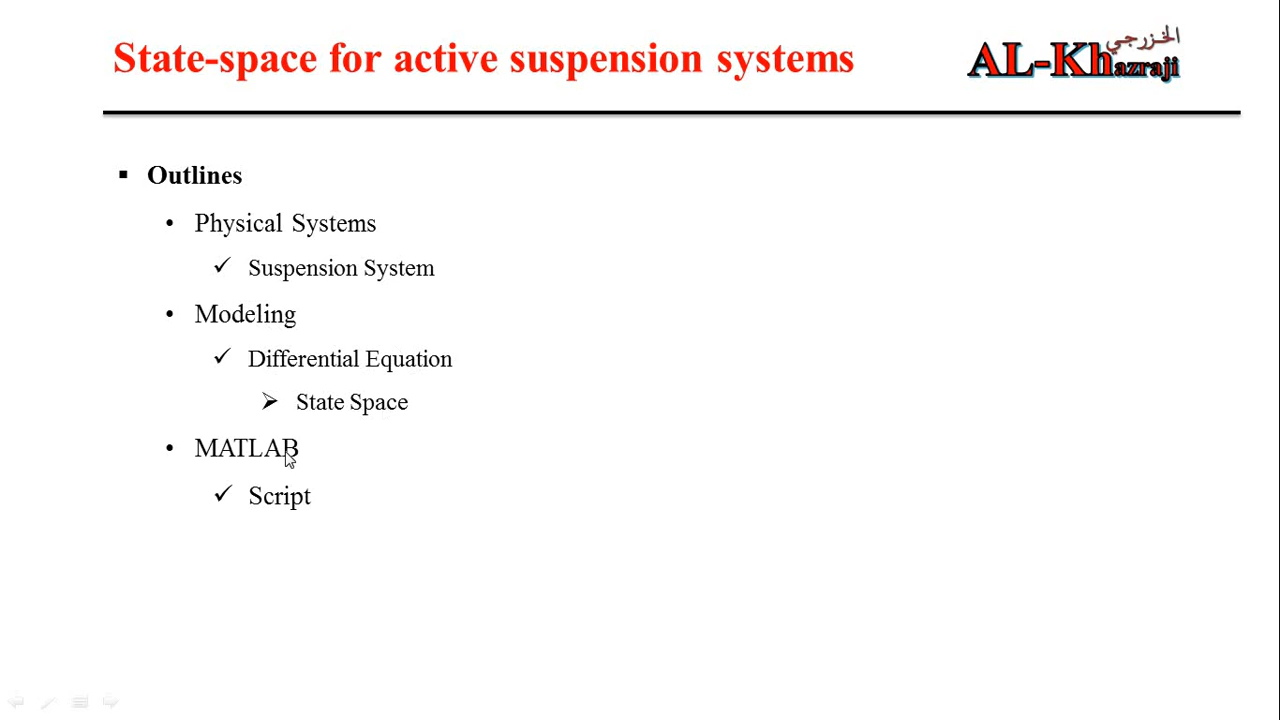 State-space for active suspension systems
الخزرجي
AL-Khazraji
▪ Outlines
• Physical Systems
✓ Suspension System
• Modeling
✓ Differential Equation
➢ State Space
• MATLAB
✓ Script